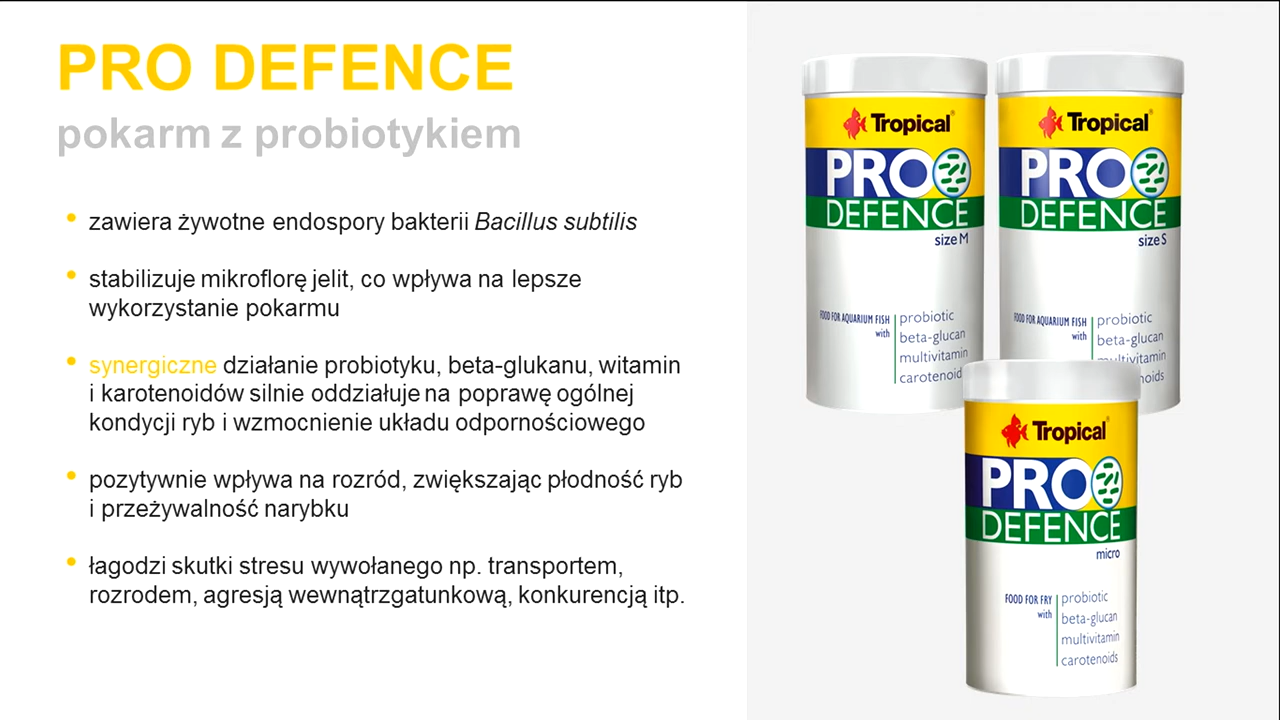 PRO DEFENCE
pokarm z probiotykiem
zawiera żywotne endospory bakterii Bacillus subtilis
stabilizuje mikroflorę jelit, co wpływa na lepsze
wykorzystanie pokarmu
synergiczne działanie probiotyku, beta-glukanu, witamin
i karotenoidów silnie oddziałuje na poprawę ogólnej
kondycji ryb i wzmocnienie układu odpornościowego
pozytywnie wpływa na rozród, zwiększając płodność ryb
i przeżywalność narybku
łagodzi skutki stresu wywołanego np. transportem,
rozrodem, agresją wewnątrzgatunkową, konkurencją itp.
Tropical®
PRO
DEFENCE
size M
FOOD FOR AQUARIUM FISH
with
probiotic
beta-glucan
multivitamin
carotenoid
Tropical®
PRO
DEFENCE
size S
FOOD FOR AQUARIUM FISH
with
probiotic
beta-glucan
multivitamin
noids
Tropical®
PRO
DEFENCE
micro
FOOD FOR FRY
with
probiotic
beta-glucan
multivitamin
carotenoids